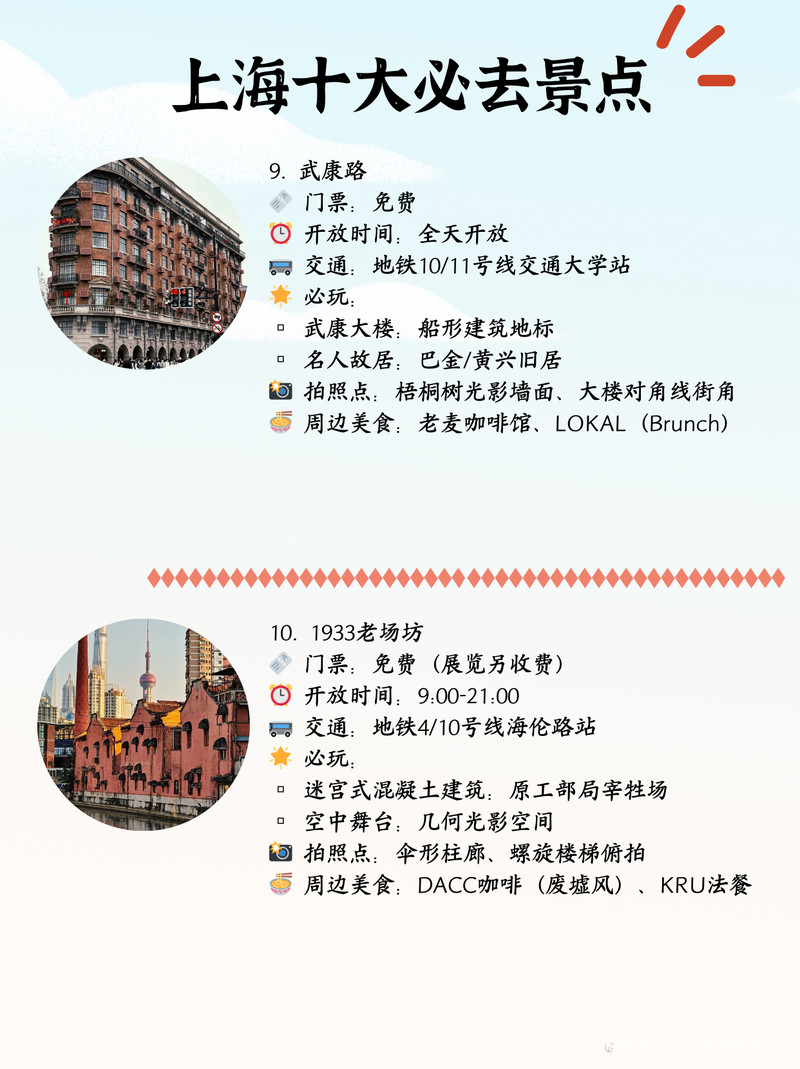 上海十大必去景点
9. 武康路
门票：免费
开放时间：全天开放
交通：地铁10/11号线交通大学站
必玩：
武康大楼：船形建筑地标
名人故居：巴金/黄兴旧居
拍照点：梧桐树光影墙面、大楼对角线街角
周边美食：老麦咖啡馆、LOKAL（Brunch）
10. 1933老场坊
门票：免费（展览另收费）
开放时间：9:00-21:00
交通：地铁4/10号线海伦路站
必玩：
迷宫式混凝土建筑：原工部局宰牲场
空中舞台：几何光影空间
拍照点：伞形柱廊、螺旋楼梯俯拍
周边美食：DACC咖啡（废墟风）、KRU法餐